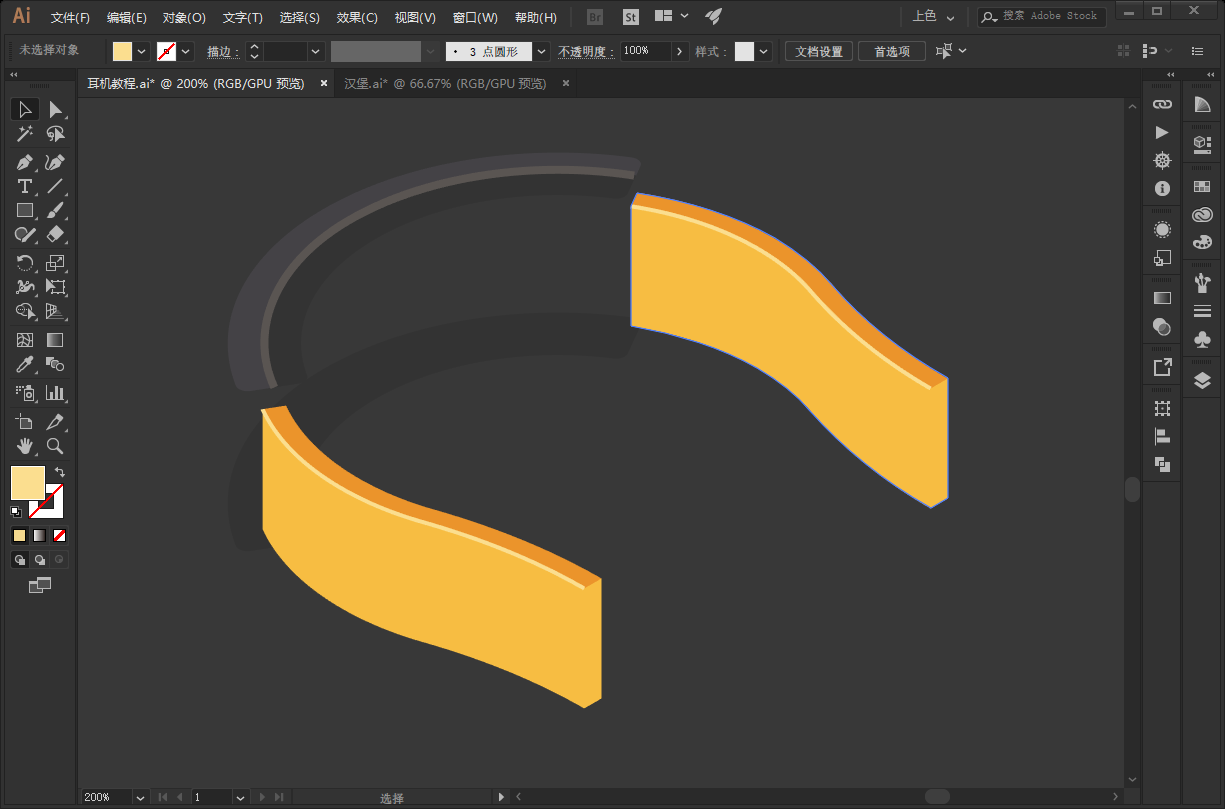 Ai 文件(F) 编辑(E) 对象(O) 文字(T) 选择(S) 效果(C) 视图(V) 窗口(W) 帮助(H) Br St 上色 搜索 Adobe Stock
未选择对象 描边： 3 点圆形 不透明度： 100% 样式： 文档设置 首选项
耳机教程.ai* @ 200% (RGB/GPU 预览) × 汉堡.ai* @ 66.67% (RGB/GPU 预览) ×
200% 1 选择